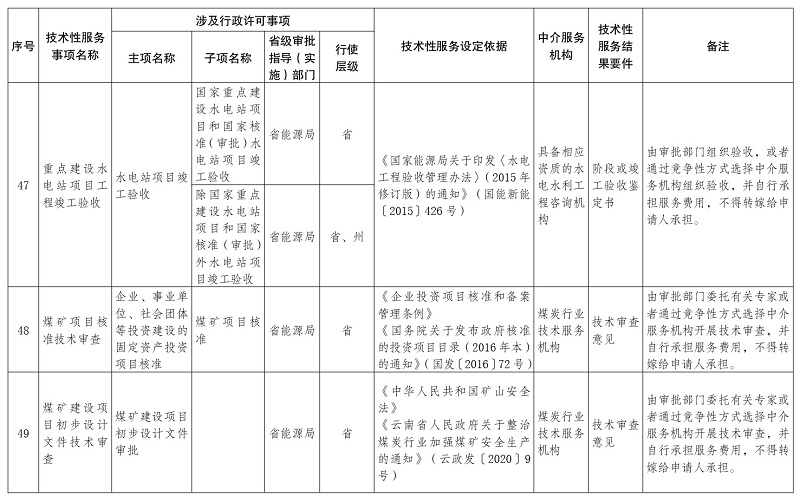 序号
技术性服务
事项名称
涉及行政许可事项
主项名称
子项名称
省级审批
指导（实
施）部门
行使
层级
技术性服务设定依据
中介服务
机构
技术性
服务结
果要件
备注
47
重点建设水
电站项目工
程竣工验收
水电站项目竣
工验收
国家重点建
设水电站项
目和国家核
准（审批）水
电站项目竣
工验收
省能源局
省
除国家重点
建设水电站
项目和国家
核准（审批）
外水电站项
目竣工验收
省能源局
省、州
《国家能源局关于印发〈水电
工程验收管理办法〉（2015年
修订版）的通知》（国能新能
〔2015〕426号）
具备相应
资质的水
电水利工
程咨询机
构
阶段或竣
工验收鉴
定书
由审批部门组织验收，或者
通过竞争性方式选择中介服
务机构组织验收，并自行承
担服务费用，不得转嫁给申
请人承担。
48
煤矿项目核
准技术审查
企业、事业单
位、社会团体
等投资建设的
固定资产投资
项目核准
煤矿项目核
准
省能源局
省
《企业投资项目核准和备案
管理条例》
《国务院关于发布政府核准
的投资项目目录（2016年本）
的通知》（国发〔2016〕72号）
煤炭行业
技术服务
机构
技术审查
意见
由审批部门委托有关专家或
者通过竞争性方式选择中介
服务机构开展技术审查，并
自行承担服务费用，不得转
嫁给申请人承担。
49
煤矿建设项
目初步设计
文件技术审
查
煤矿建设项目
初步设计文件
审批
省能源局
省
《中华人民共和国矿山安全
法》
《云南省人民政府关于整治
煤炭行业加强煤矿安全生产
的通知》（云政发〔2020〕9
号）
煤炭行业
技术服务
机构
技术审查
意见
由审批部门委托有关专家或
者通过竞争性方式选择中介
服务机构开展技术审查，并
自行承担服务费用，不得转
嫁给申请人承担。